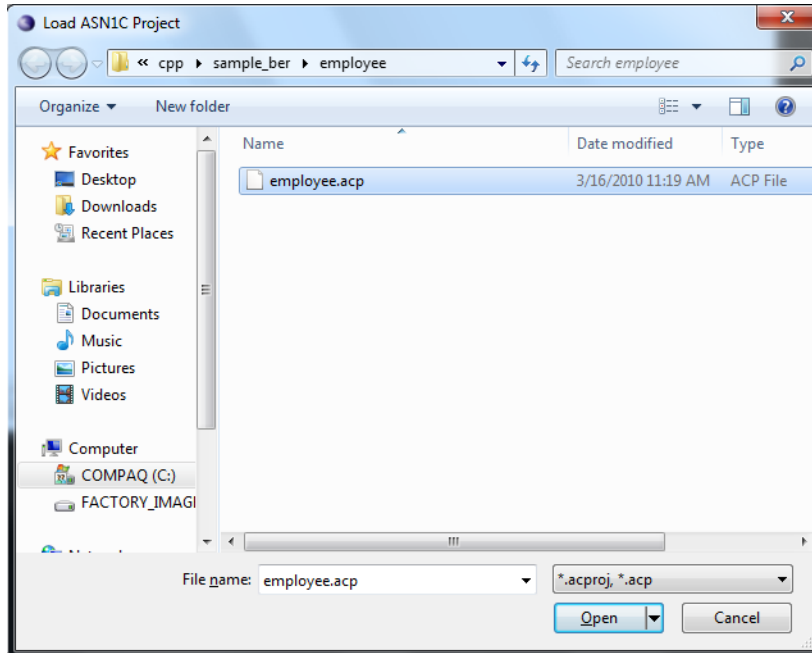 Load ASN1C Project
« cpp sample_ber employee
Search employee
Organize New folder
Name Date modified Type
employee.acp 3/16/2010 11:19 AM ACP File
Favorites
Desktop
Downloads
Recent Places
Libraries
Documents
Music
Pictures
Videos
Computer
COMPAQ (C:)
FACTORY_IMAGI
File name: employee.acp
*.acproj, *.acp
Open Cancel